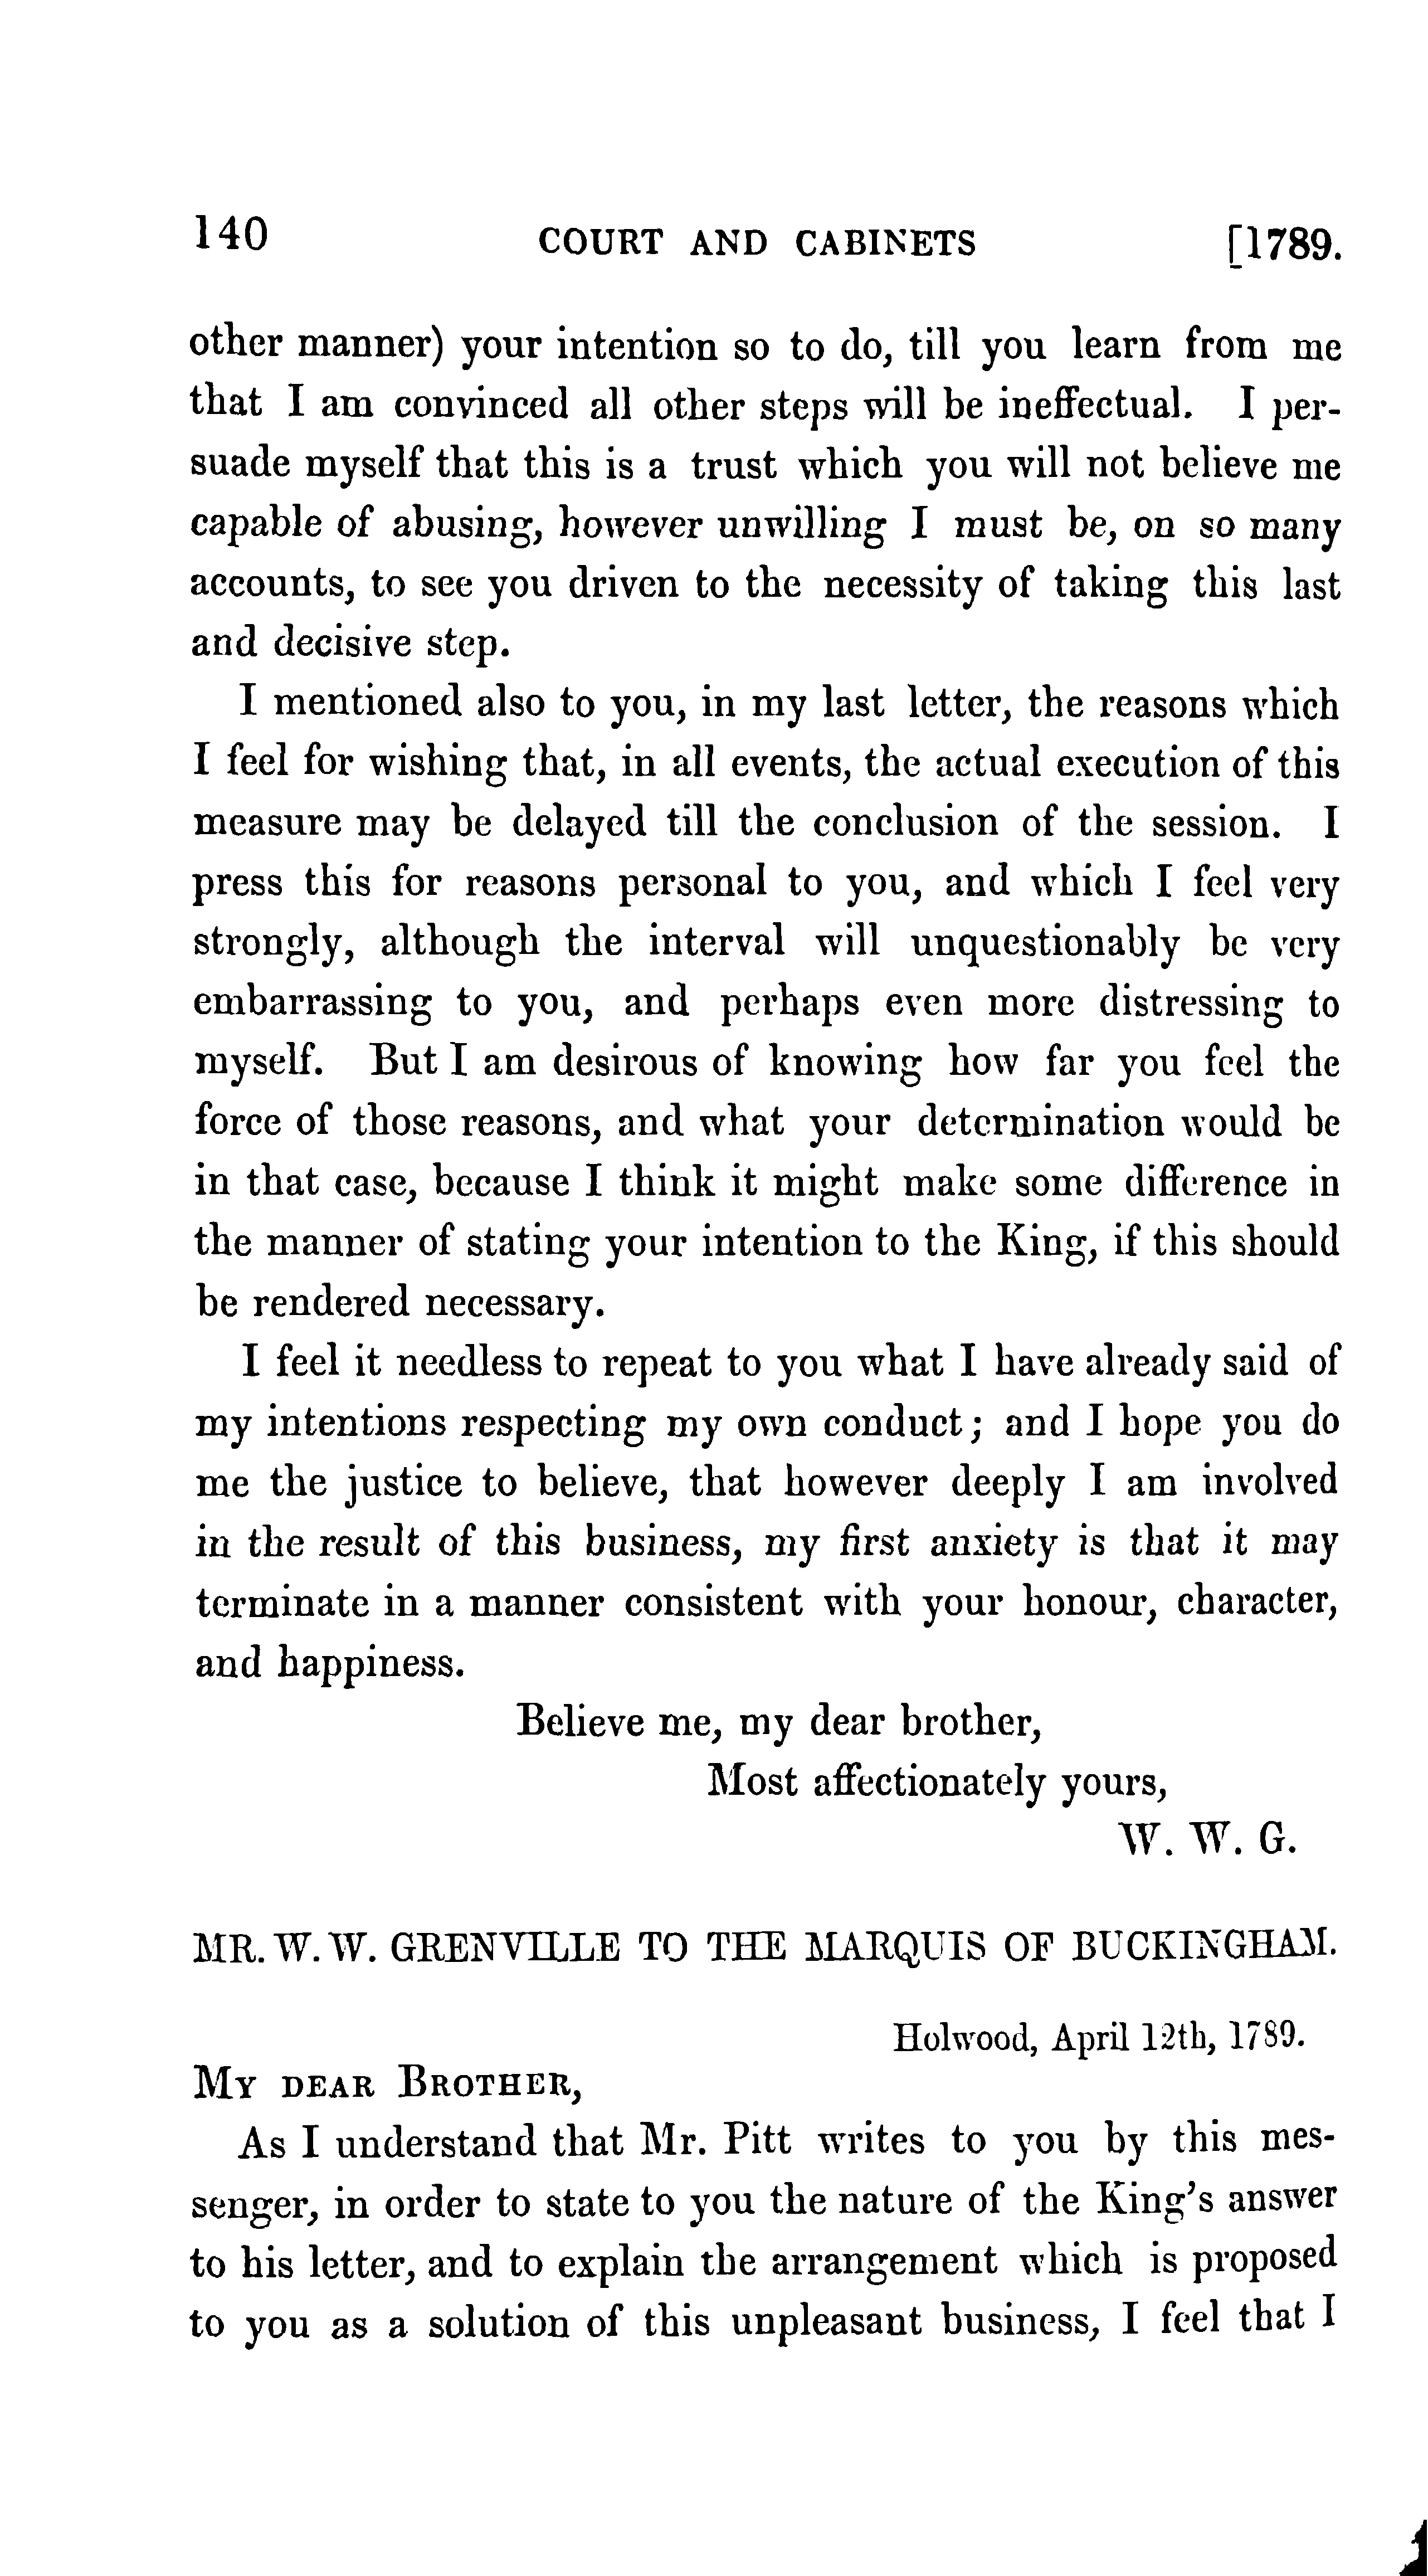 140 COURT AND CABINETS [1789.
other manner) your intention so to do, till you learn from me
that I am convinced all other steps will be ineffectual. I per-
suade myself that this is a trust which you will not believe me
capable of abusing, however unwilling I must be, on so many
accounts, to see you driven to the necessity of taking this last
and decisive step.
I mentioned also to you, in my last letter, the reasons which
I feel for wishing that, in all events, the actual execution of this
measure may be delayed till the conclusion of the session. I
press this for reasons personal to you, and which I feel very
strongly, although the interval will unquestionably be very
embarrassing to you, and perhaps even more distressing to
myself. But I am desirous of knowing how far you feel the
force of those reasons, and what your determination would be
in that case, because I think it might make some difference in
the manner of stating your intention to the King, if this should
be rendered necessary.
I feel it needless to repeat to you what I have already said of
my intentions respecting my own conduct; and I hope you do
me the justice to believe, that however deeply I am involved
in the result of this business, my first anxiety is that it may
terminate in a manner consistent with your honour, character,
and happiness.
Believe me, my dear brother,
Most affectionately yours,
W. W. G.
MR. W. W. GRENVILLE TO THE MARQUIS OF BUCKINGHAM.
Holwood, April 12th, 1789.
MY DEAR BROTHER,
As I understand that Mr. Pitt writes to you by this mes-
senger, in order to state to you the nature of the King's answer
to his letter, and to explain the arrangement which is proposed
to you as a solution of this unpleasant business, I feel that I